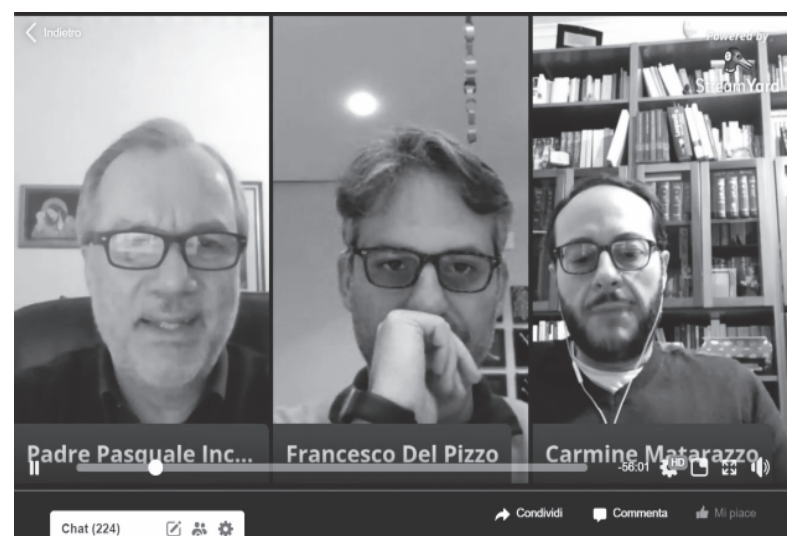 Indietro
Powered by
StreamYard
Padre Pasquale Inc...
Francesco Del Pizzo
Carmine Matarazzo
-56:01
HD
Condividi
Commenta
Mi piace
Chat (224)